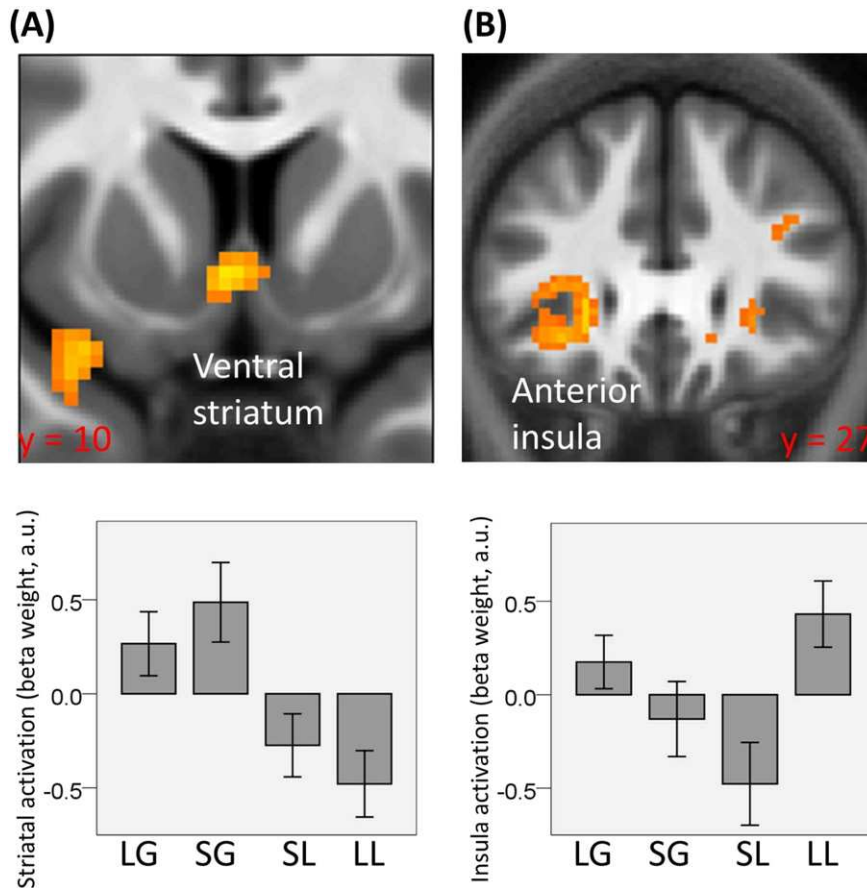 (A)
(B)
Ventral
striatum
y = 10
Anterior
insula
y = 27
Striatal activation (beta weight, a.u.)
0.5
0.0
-0.5
LG SG SL LL
Insula activation (beta weight, a.u.)
0.5
0.0
-0.5
LG SG SL LL